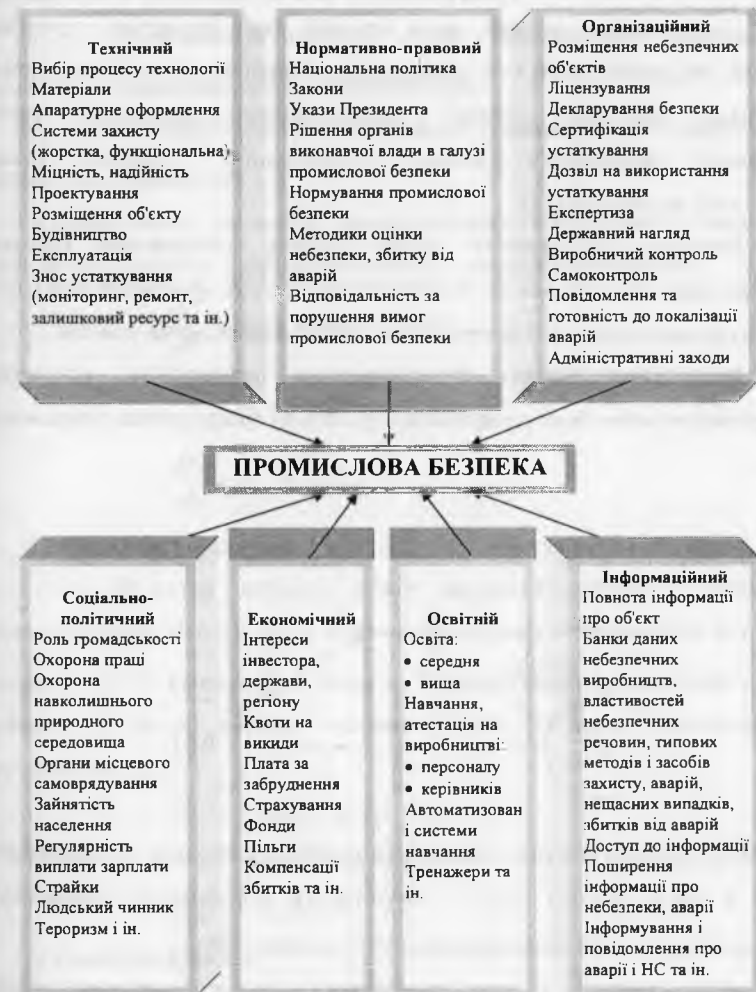 Технічний
Вибір процесу технології
Матеріали
Апаратурне оформлення
Системи захисту
(жорстка, функціональна)
Міцність, надійність
Проектування
Розміщення об'єкту
Будівництво
Експлуатація
Знос устаткування
(моніторинг, ремонт,
залишковий ресурс та ін.)
Нормативно-правовий
Національна політика
Закони
Укази Президента
Рішення органів
виконавчої влади в галузі
промислової безпеки
Нормування промислової
безпеки
Методики оцінки
небезпеки, збитку від
аварій
Відповідальність за
порушення вимог
промислової безпеки
Організаційний
Розміщення небезпечних
об'єктів
Ліцензування
Декларування безпеки
Сертифікація
устаткування
Дозвіл на використання
устаткування
Експертиза
Державний нагляд
Виробничий контроль
Самоконтроль
Повідомлення та
готовність до локалізації
аварій
Адміністративні заходи
ПРОМИСЛОВА БЕЗПЕКА
Соціально-
політичний
Роль громадськості
Охорона праці
Охорона
навколишнього
природного
середовища
Органи місцевого
самоврядування
Зайнятість
населення
Регулярність
виплати зарплати
Страйки
Людський чинник
Тероризм і ін.
Економічний
Інтереси
інвестора,
держави,
регіону
Квоти на
викиди
Плата за
забруднення
Страхування
Фонди
Пільги
Компенсації
збитків та ін.
Освітній
Освіта:
• середня
• вища
Навчання,
атестація на
виробництві:
• персоналу
• керівників
Автоматизован
і системи
навчання
Тренажери та
ін.
Інформаційний
Повнота інформації
про об'єкт
Банки даних
небезпечних
виробництв,
властивостей
небезпечних
речовин, типових
методів і засобів
захисту, аварій,
нещасних випадків,
збитків від аварій
Доступ до інформації
Поширення
інформації про
небезпеки, аварії
Інформування і
повідомлення про
аварії і НС та ін.